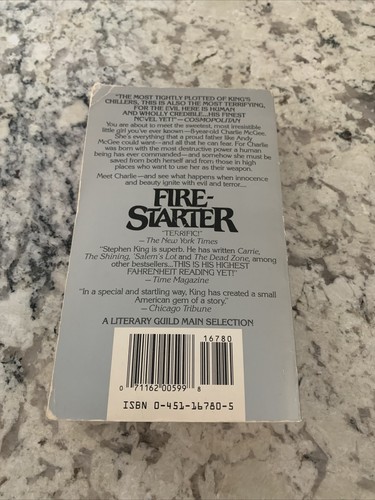 "THE MOST TIGHTLY PLOTTED OF KING'S
CHILLERS, THIS IS ALSO THE MOST TERRIFYING,
FOR THE EVIL HERE IS HUMAN
AND WHOLLY CREDIBLE...HIS FINEST
NOVEL YET!"—COSMOPOLITAN
You are about to meet the sweetest, most irresistible
little girl you've ever known—8-year-old Charlie McGee.
She's everything that a proud father like Andy
McGee could want—and all that he can fear. For Charlie
was born with the most destructive power a human
being has ever commanded—and somehow she must be
saved from both herself and from those in high
places who want to use her as their weapon.
Meet Charlie—and see what happens when innocence
and beauty ignite with evil and terror....
FIRE-
STARTER
"TERRIFIC!"
—The New York Times
"Stephen King is superb. He has written Carrie,
The Shining, 'Salem's Lot and The Dead Zone, among
other bestsellers...THIS IS HIS HIGHEST
FAHRENHEIT READING YET!"
—Time Magazine
"In a special and startling way, King has created a small
American gem of a story."
—Chicago Tribune
A LITERARY GUILD MAIN SELECTION
16780
0 71162 00599 8
ISBN 0-451-16780-5